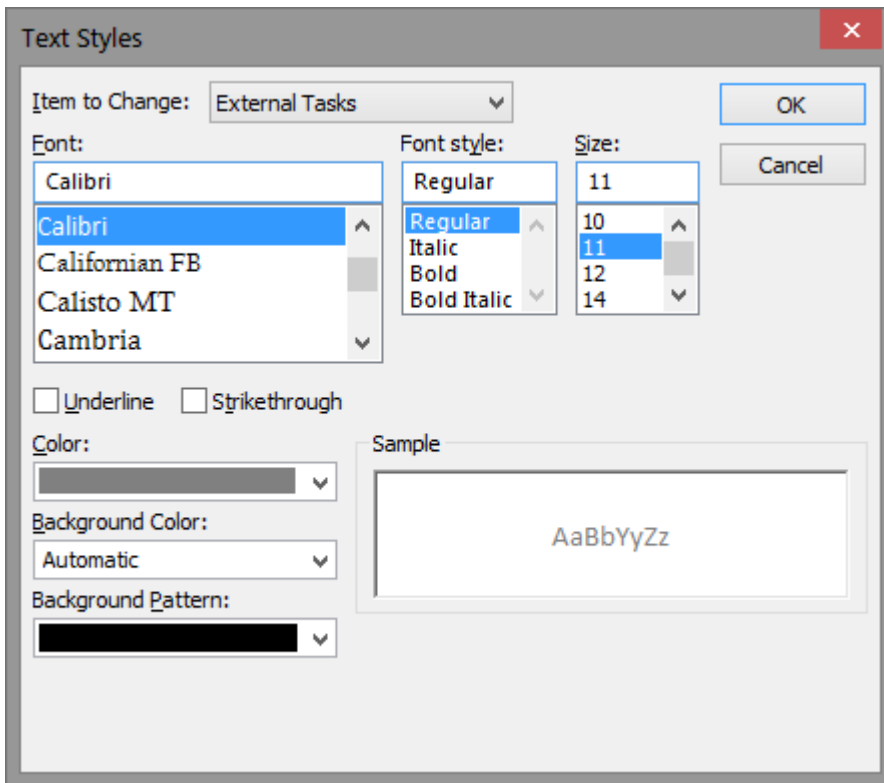 Text Styles
Item to Change: External Tasks OK
Font: Font style: Size: Cancel
Calibri Regular 11
Calibri Regular 10
Californian FB Italic 11
Calisto MT Bold 12
Cambria Bold Italic 14
Underline Strikethrough
Color: Sample
AaBbYyZz
Background Color:
Automatic
Background Pattern: